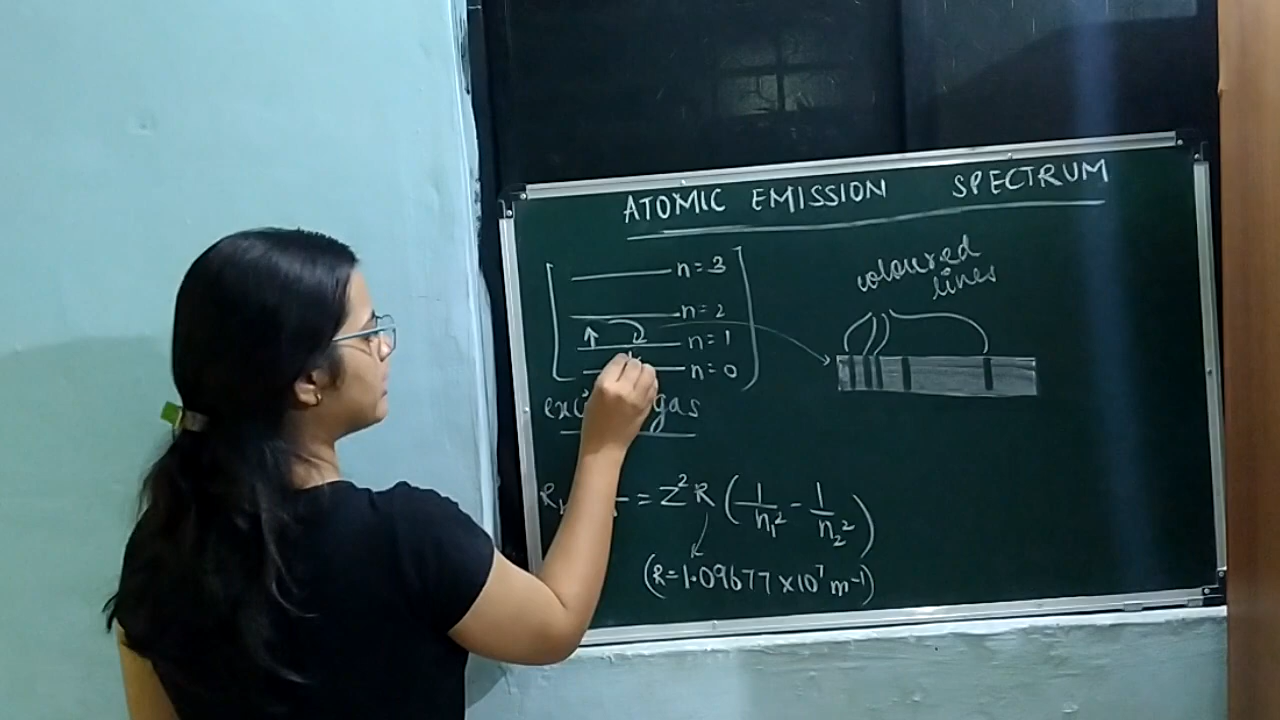 ATOMIC EMISSION SPECTRUM
n=3
n=2
n=1
n=0
coloured
lines
gas
= Z²R (1/n₁² - 1/n₂²)
(R=1.09677 ×10⁷ m⁻¹)